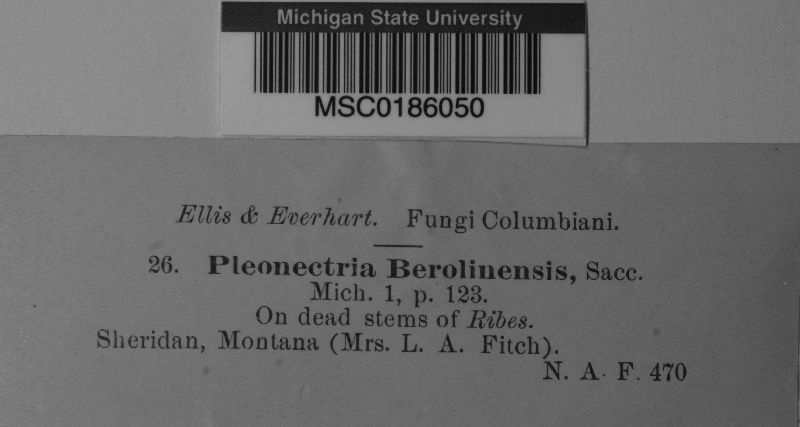 Michigan State University
MSC0186050
Ellis & Everhart. Fungi Columbiani.
26. Pleonectria Berolinensis, Sacc.
Mich. 1, p. 123.
On dead stems of Ribes.
Sheridan, Montana (Mrs. L. A. Fitch).
N. A. F. 470